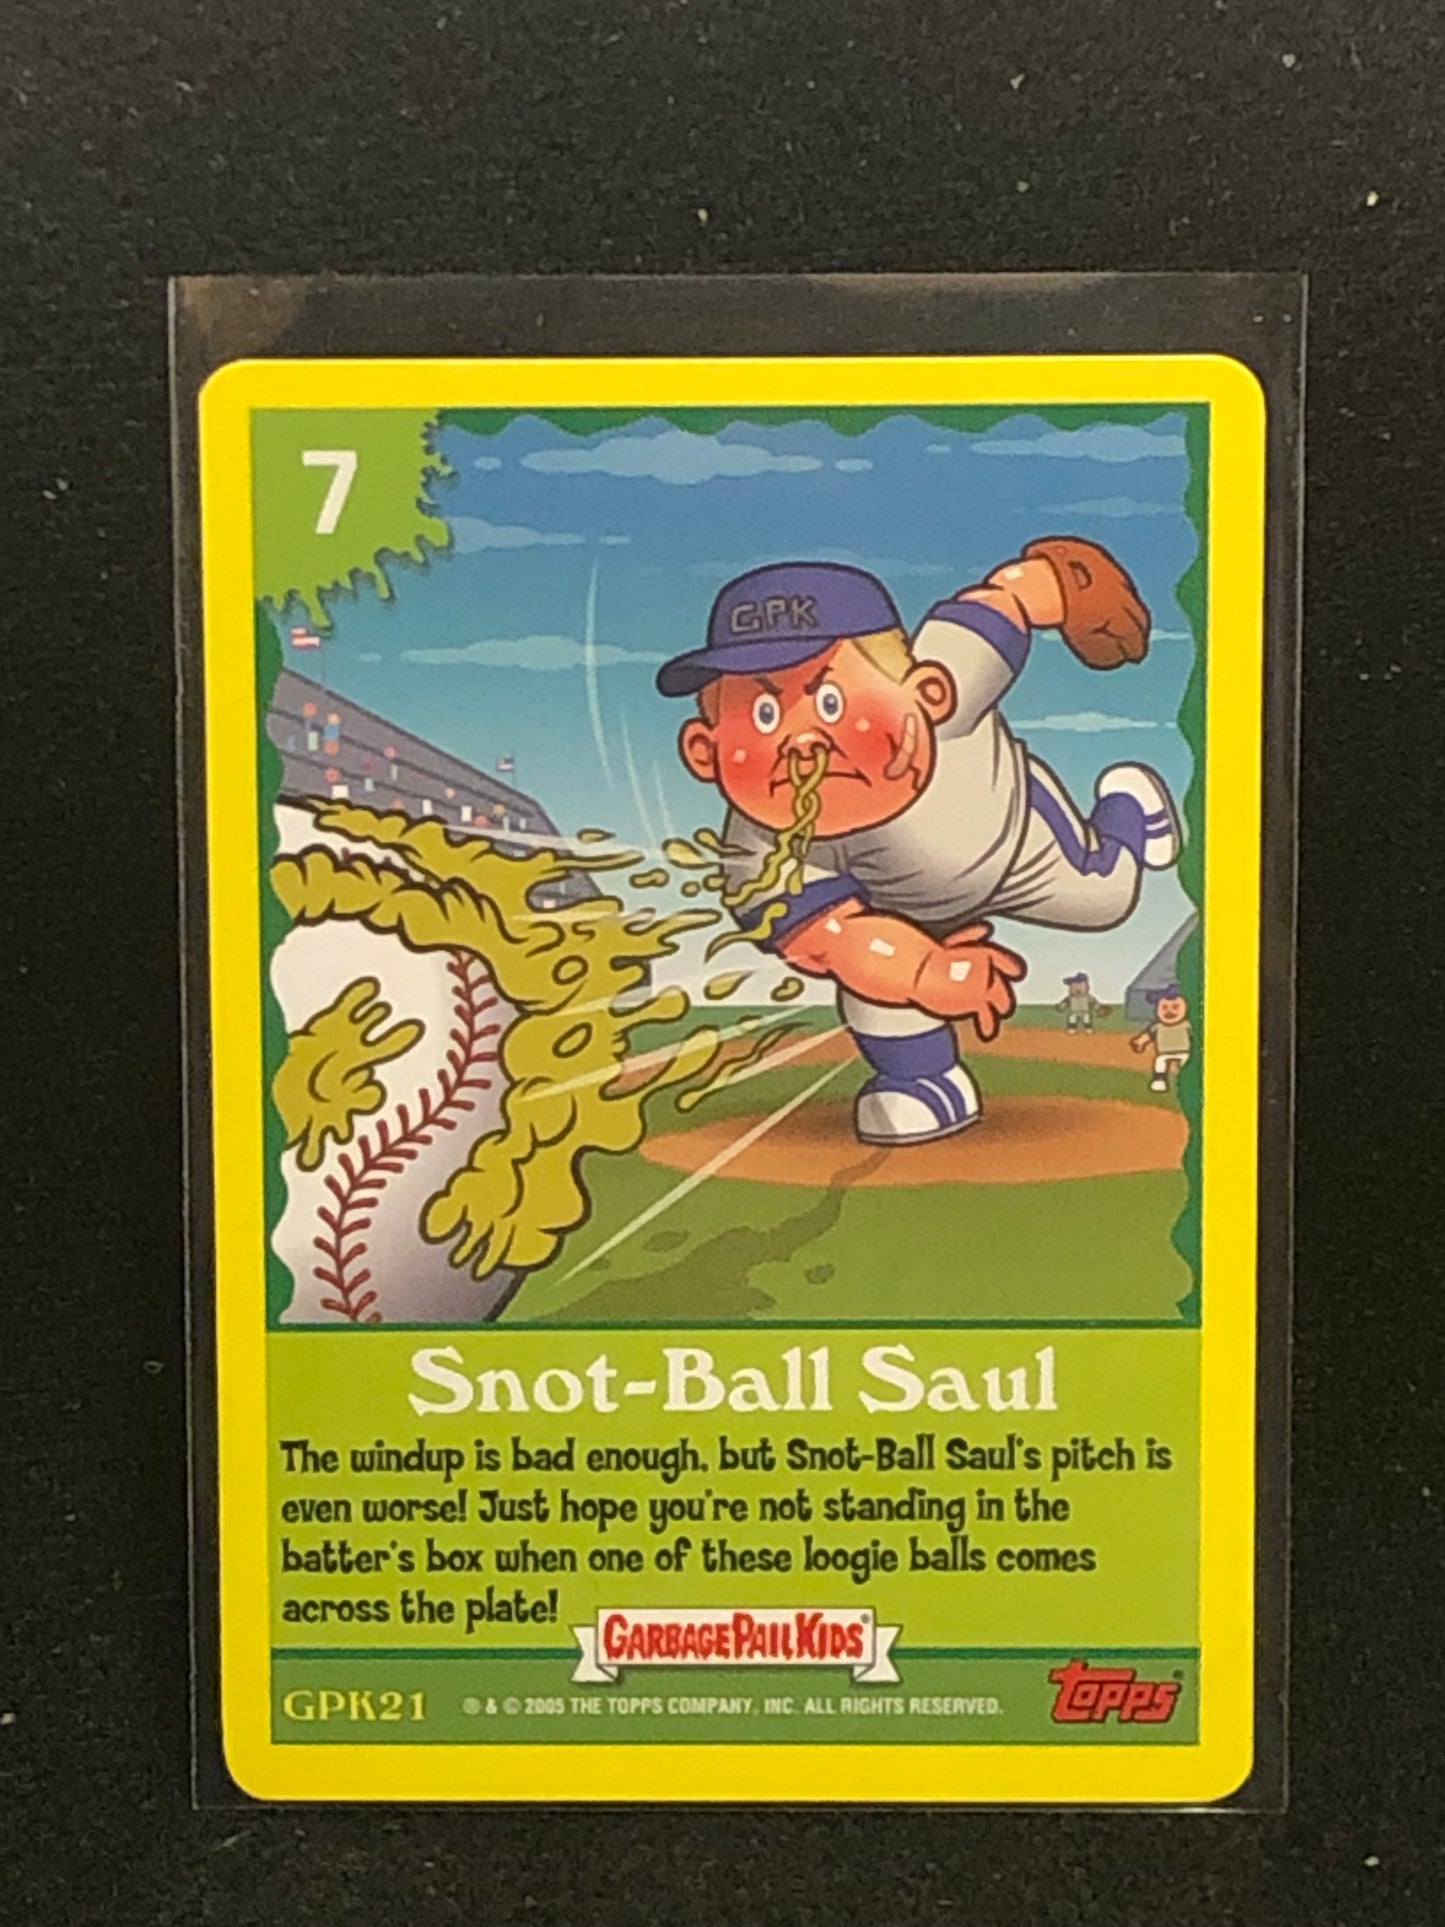 7
GPK
Snot-Ball Saul
The windup is bad enough, but Snot-Ball Saul's pitch is
even worse! Just hope you're not standing in the
batter's box when one of these loogie balls comes
across the plate!
GARBAGE PAIL KIDS®
GPK21 ® & © 2005 THE TOPPS COMPANY, INC. ALL RIGHTS RESERVED. topps®